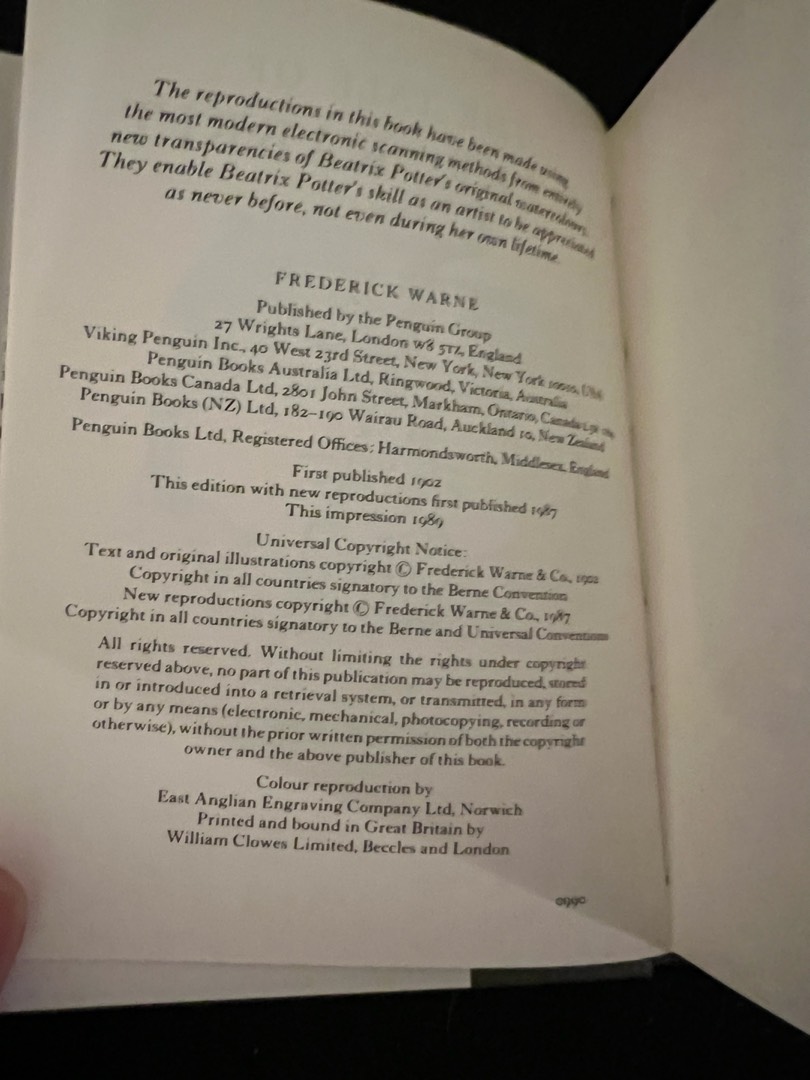 The reproductions in this book have been made using
the most modern electronic scanning methods from entirely
new transparencies of Beatrix Potter's original watercolours.
They enable Beatrix Potter's skill as an artist to be appreciated
as never before, not even during her own lifetime.
FREDERICK WARNE
Published by the Penguin Group
27 Wrights Lane, London W8 5TZ, England
Viking Penguin Inc., 40 West 23rd Street, New York, New York 10010, USA
Penguin Books Australia Ltd, Ringwood, Victoria, Australia
Penguin Books Canada Ltd, 2801 John Street, Markham, Ontario, Canada
Penguin Books (NZ) Ltd, 182–190 Wairau Road, Auckland 10, New Zealand
Penguin Books Ltd, Registered Offices: Harmondsworth, Middlesex, England
First published 1902
This edition with new reproductions first published 1987
This impression 1989
Universal Copyright Notice:
Text and original illustrations copyright © Frederick Warne & Co., 1902
Copyright in all countries signatory to the Berne Convention
New reproductions copyright © Frederick Warne & Co., 1987
Copyright in all countries signatory to the Berne and Universal Conventions
All rights reserved. Without limiting the rights under copyright
reserved above, no part of this publication may be reproduced, stored
in or introduced into a retrieval system, or transmitted, in any form
or by any means (electronic, mechanical, photocopying, recording or
otherwise), without the prior written permission of both the copyright
owner and the above publisher of this book.
Colour reproduction by
East Anglian Engraving Company Ltd, Norwich
Printed and bound in Great Britain by
William Clowes Limited, Beccles and London
0990